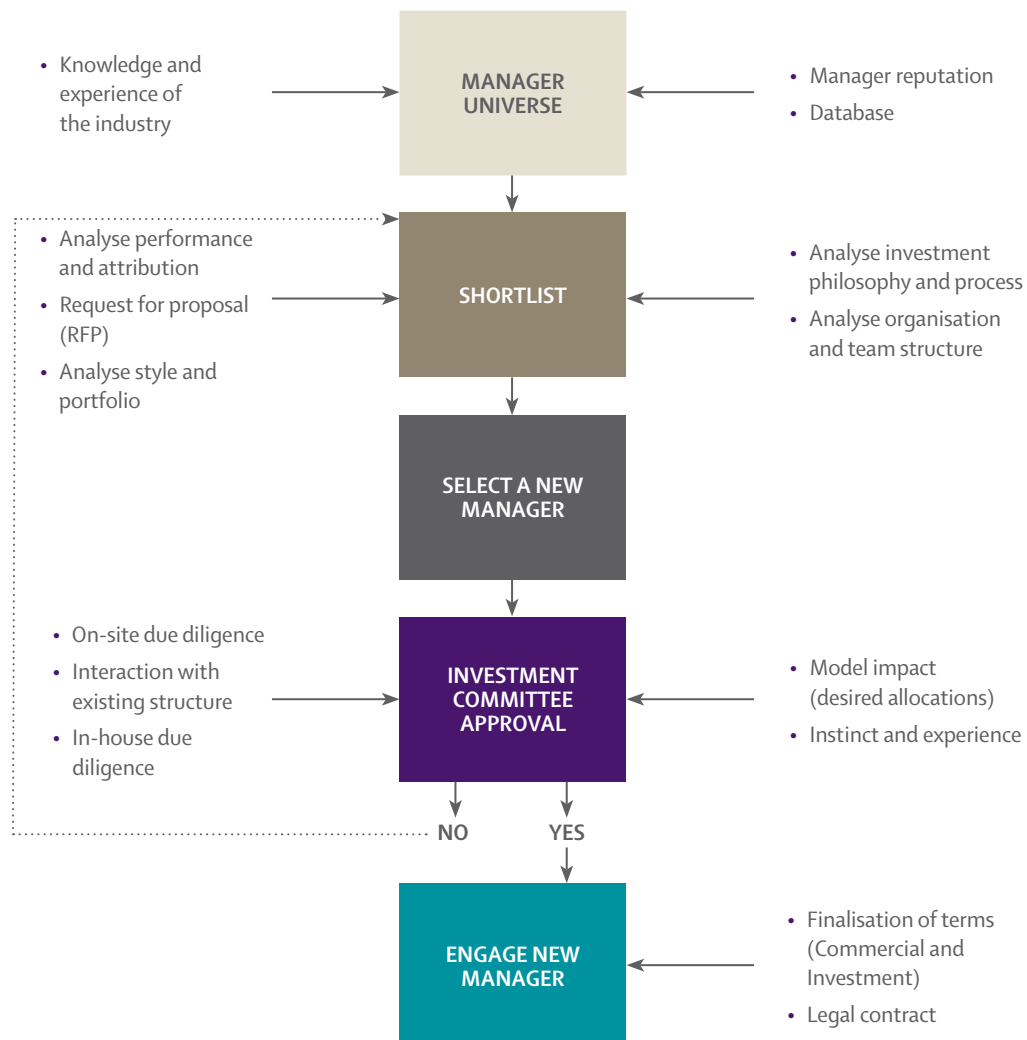 • Knowledge and
experience of
the industry
MANAGER
UNIVERSE
• Manager reputation
• Database
• Analyse performance
and attribution
• Request for proposal
(RFP)
• Analyse style and
portfolio
SHORTLIST
• Analyse investment
philosophy and process
• Analyse organisation
and team structure
SELECT A NEW
MANAGER
• On-site due diligence
• Interaction with
existing structure
• In-house due
diligence
INVESTMENT
COMMITTEE
APPROVAL
• Model impact
(desired allocations)
• Instinct and experience
NO
YES
ENGAGE NEW
MANAGER
• Finalisation of terms
(Commercial and
Investment)
• Legal contract